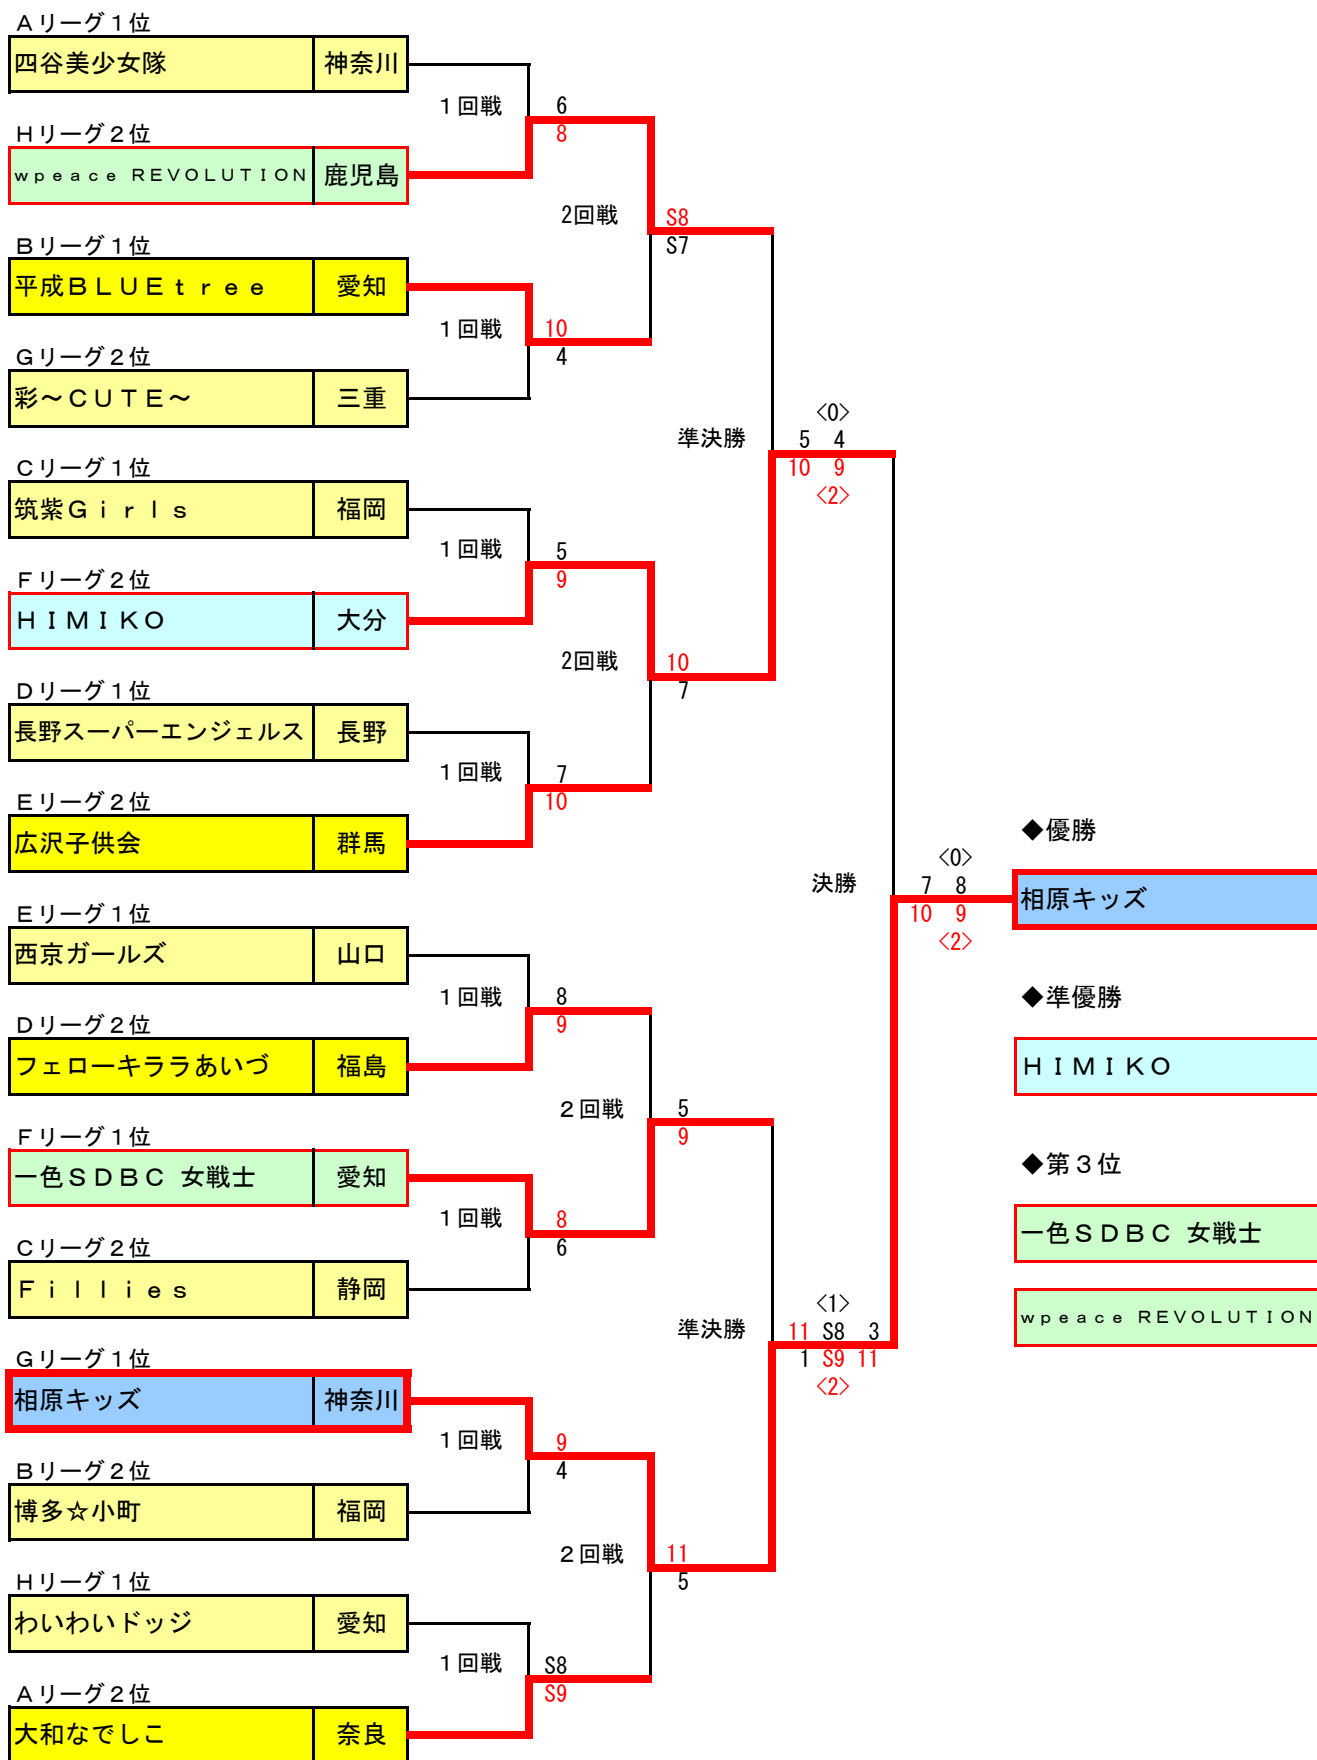 Ａリーグ１位
四谷美少女隊 神奈川
１回戦 6
8
Ｈリーグ２位
ｗｐｅａｃｅ ＲＥＶＯＬＵＴＩＯＮ 鹿児島
2回戦 S8
S7
Ｂリーグ１位
平成ＢＬＵＥｔｒｅｅ 愛知
１回戦 10
4
Ｇリーグ２位
彩～ＣＵＴＥ～ 三重
準決勝 <0>
5 4
10 9
<2>
Ｃリーグ１位
筑紫Ｇｉｒｌｓ 福岡
１回戦 5
9
Ｆリーグ２位
ＨＩＭＩＫＯ 大分
2回戦 10
7
Ｄリーグ１位
長野スーパーエンジェルス 長野
１回戦 7
10
Ｅリーグ２位
広沢子供会 群馬
決勝 <0>
7 8
10 9
<2>
◆優勝
相原キッズ
Ｅリーグ１位
西京ガールズ 山口
１回戦 8
9
◆準優勝
ＨＩＭＩＫＯ
Ｄリーグ２位
フェローキララあいづ 福島
２回戦 5
9
Ｆリーグ１位
一色ＳＤＢＣ 女戦士 愛知
１回戦 8
6
◆第３位
一色ＳＤＢＣ 女戦士
ｗｐｅａｃｅ ＲＥＶＯＬＵＴＩＯＮ
Ｃリーグ２位
Ｆｉｌｌｉｅｓ 静岡
準決勝 <1>
11 S8 3
1 S9 11
<2>
Ｇリーグ１位
相原キッズ 神奈川
１回戦 9
4
Ｂリーグ２位
博多☆小町 福岡
２回戦 11
5
Ｈリーグ１位
わいわいドッジ 愛知
１回戦 S8
S9
Ａリーグ２位
大和なでしこ 奈良